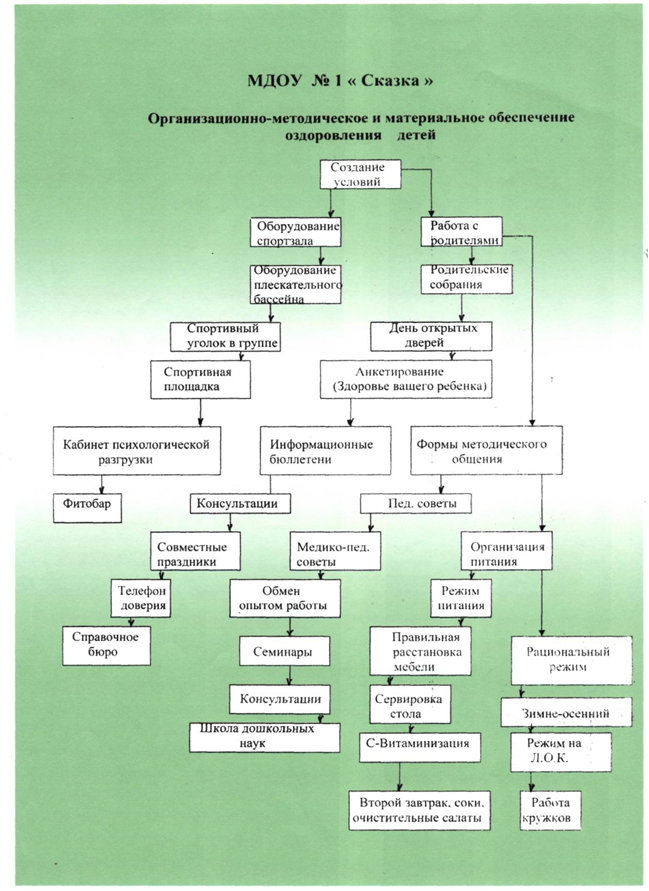 МДОУ № 1 « Сказка »
Организационно-методическое и материальное обеспечение
оздоровления детей
Создание
условий
Оборудование
спортзала
Работа с
родителями
Оборудование
плескательного
бассейна
Родительские
собрания
Спортивный
уголок в группе
День открытых
дверей
Спортивная
площадка
Анкетирование
(Здоровье вашего ребенка)
Кабинет психологической
разгрузки
Информационные
бюллетени
Формы методического
общения
Фитобар
Консультации
Пед. советы
Совместные
праздники
Медико-пед.
советы
Организация
питания
Телефон
доверия
Обмен
опытом работы
Режим
питания
Справочное
бюро
Семинары
Правильная
расстановка
мебели
Рациональный
режим
Консультации
Сервировка
стола
Зимне-осенний
Школа дошкольных
наук
С-Витаминизация
Режим на
Л.О.К.
Второй завтрак, соки,
очистительные салаты
Работа
кружков